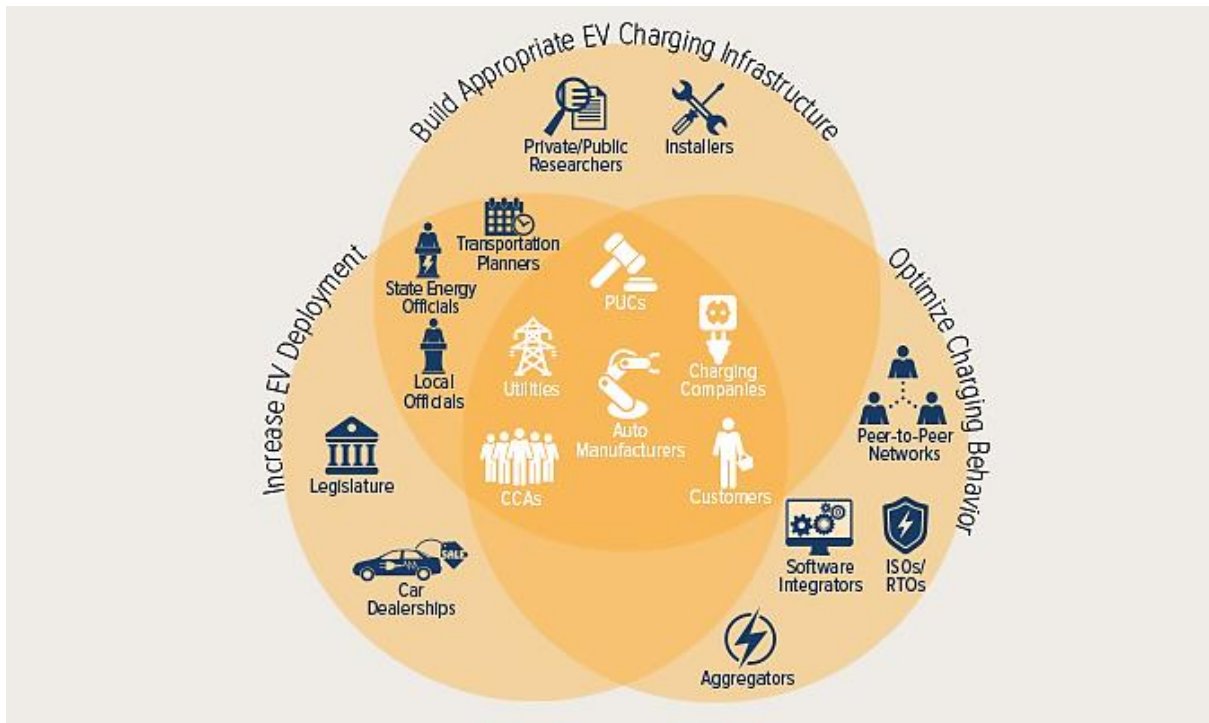 Build Appropriate EV Charging Infrastructure
Private/Public
Researchers
Installers
Increase EV Deployment
Optimize Charging Behavior
Transportation
Planners
State Energy
Officials
PUCs
Local
Officials
Utilities
Charging
Companies
Auto
Manufacturers
Peer-to-Peer
Networks
Legislature
CCAs
Customers
SALE
Car
Dealerships
Software
Integrators
ISOs/
RTOs
Aggregators